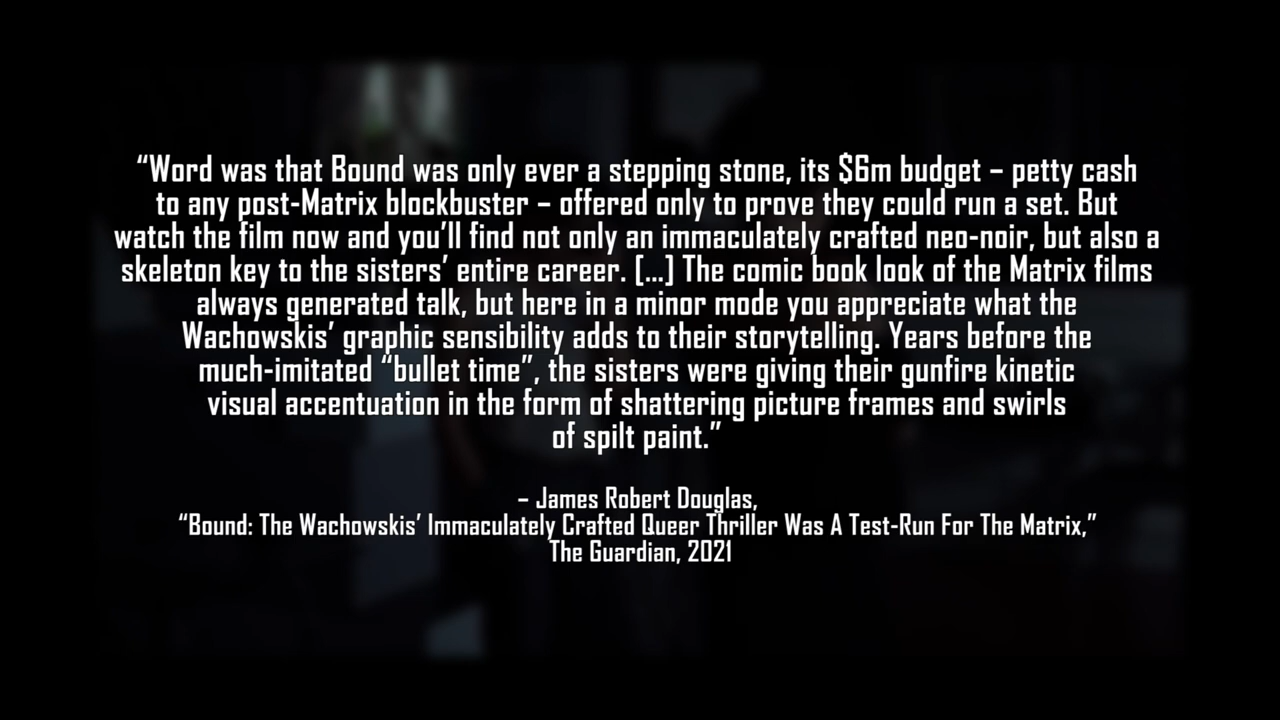 “Word was that Bound was only ever a stepping stone, its $6m budget – petty cash
to any post-Matrix blockbuster – offered only to prove they could run a set. But
watch the film now and you’ll find not only an immaculately crafted neo-noir, but also a
skeleton key to the sisters’ entire career. [...] The comic book look of the Matrix films
always generated talk, but here in a minor mode you appreciate what the
Wachowskis’ graphic sensibility adds to their storytelling. Years before the
much-imitated “bullet time”, the sisters were giving their gunfire kinetic
visual accentuation in the form of shattering picture frames and swirls
of spilt paint.”
– James Robert Douglas,
“Bound: The Wachowskis’ Immaculately Crafted Queer Thriller Was A Test-Run For The Matrix,”
The Guardian, 2021